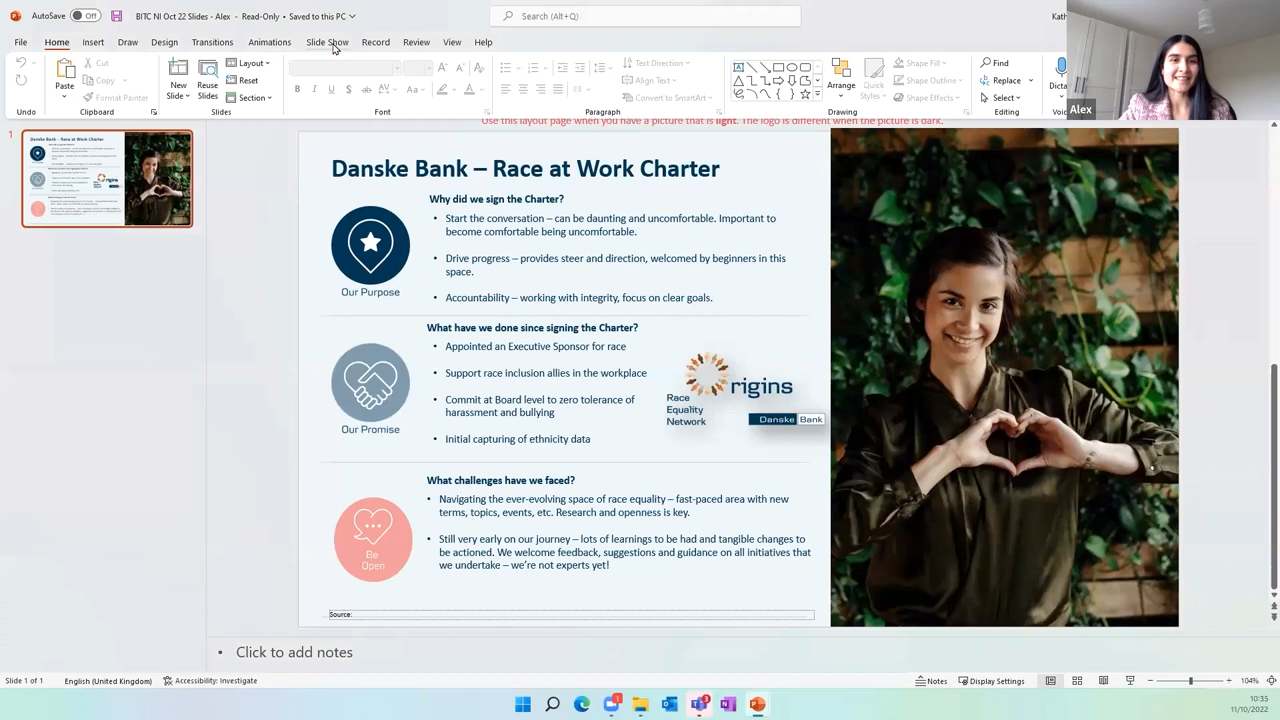 AutoSave Off BITC NI Oct 22 Slides - Alex - Read-Only • Saved to this PC Search (Alt+Q) Kath
File Home Insert Draw Design Transitions Animations Slide Show Record Review View Help
Paste Cut Copy Format Painter New Slide Reuse Slides Layout Reset Section
Text Direction Align Text Convert to SmartArt
Arrange Quick Styles Shape Fill Shape Outline Shape Effects
Find Replace Select Dicta
Undo Clipboard Slides Font Paragraph Drawing Editing
Alex
Use this layout page when you have a picture that is light. The logo is different when the picture is dark.
1
Danske Bank – Race at Work Charter
Why did we sign the Charter?
• Start the conversation – can be daunting and uncomfortable. Important to
become comfortable being uncomfortable.
• Drive progress – provides steer and direction, welcomed by beginners in this
space.
• Accountability – working with integrity, focus on clear goals.
Our Purpose
What have we done since signing the Charter?
• Appointed an Executive Sponsor for race
• Support race inclusion allies in the workplace
• Commit at Board level to zero tolerance of
harassment and bullying
• Initial capturing of ethnicity data
Our Promise
rigins
Race
Equality
Network
Danske Bank
What challenges have we faced?
• Navigating the ever-evolving space of race equality – fast-paced area with new
terms, topics, events, etc. Research and openness is key.
• Still very early on our journey – lots of learnings to be had and tangible changes to
be actioned. We welcome feedback, suggestions and guidance on all initiatives that
we undertake – we're not experts yet!
Be
Open
Source:
• Click to add notes
Slide 1 of 1 English (United Kingdom) Accessibility: Investigate Notes Display Settings 104%
10:35
11/10/2022